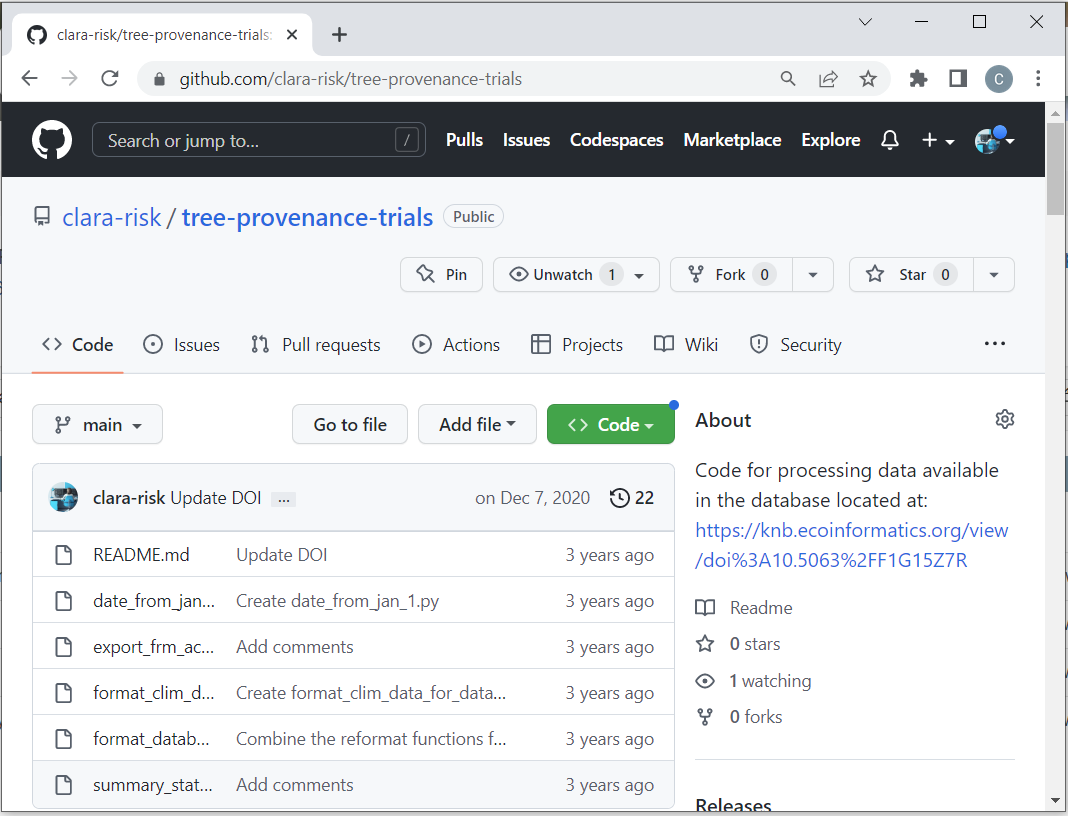 clara-risk/tree-provenance-trials:
github.com/clara-risk/tree-provenance-trials
C
Search or jump to... /
Pulls Issues Codespaces Marketplace Explore
clara-risk / tree-provenance-trials Public
Pin Unwatch 1 Fork 0 Star 0
Code Issues Pull requests Actions Projects Wiki Security ...
main Go to file Add file Code
clara-risk Update DOI ... on Dec 7, 2020 22
README.md Update DOI 3 years ago
date_from_jan... Create date_from_jan_1.py 3 years ago
export_frm_ac... Add comments 3 years ago
format_clim_d... Create format_clim_data_for_data... 3 years ago
format_datab... Combine the reformat functions f... 3 years ago
summary_stat... Add comments 3 years ago
About
Code for processing data available
in the database located at:
https://knb.ecoinformatics.org/view
/doi%3A10.5063%2FF1G15Z7R
Readme
0 stars
1 watching
0 forks
Releases